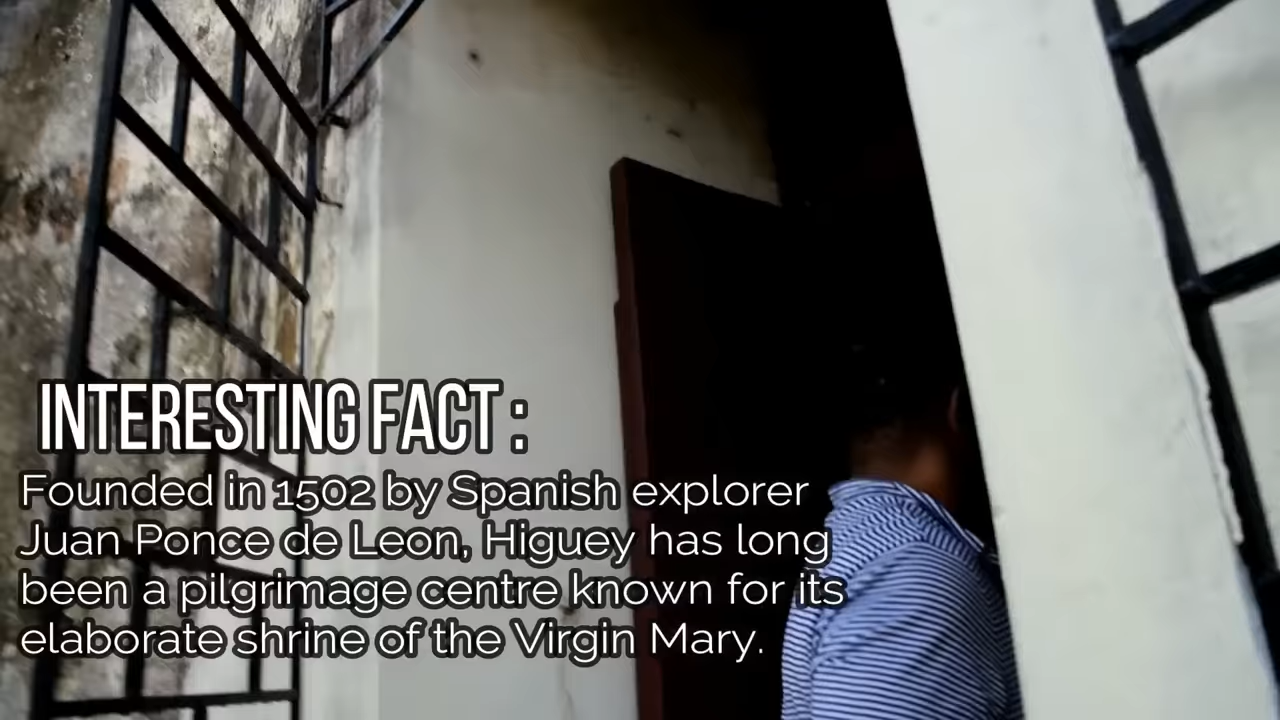 INTERESTING FACT :
Founded in 1502 by Spanish explorer
Juan Ponce de Leon, Higuey has long
been a pilgrimage centre known for its
elaborate shrine of the Virgin Mary.